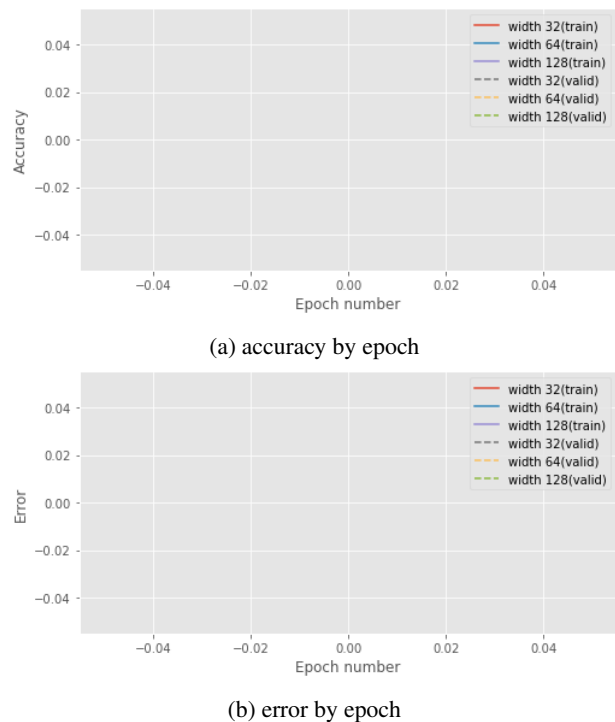 0.04
0.02
0.00
−0.02
−0.04
Accuracy
width 32(train)
width 64(train)
width 128(train)
width 32(valid)
width 64(valid)
width 128(valid)
−0.04 −0.02 0.00 0.02 0.04
Epoch number
(a) accuracy by epoch
0.04
0.02
0.00
−0.02
−0.04
Error
width 32(train)
width 64(train)
width 128(train)
width 32(valid)
width 64(valid)
width 128(valid)
−0.04 −0.02 0.00 0.02 0.04
Epoch number
(b) error by epoch